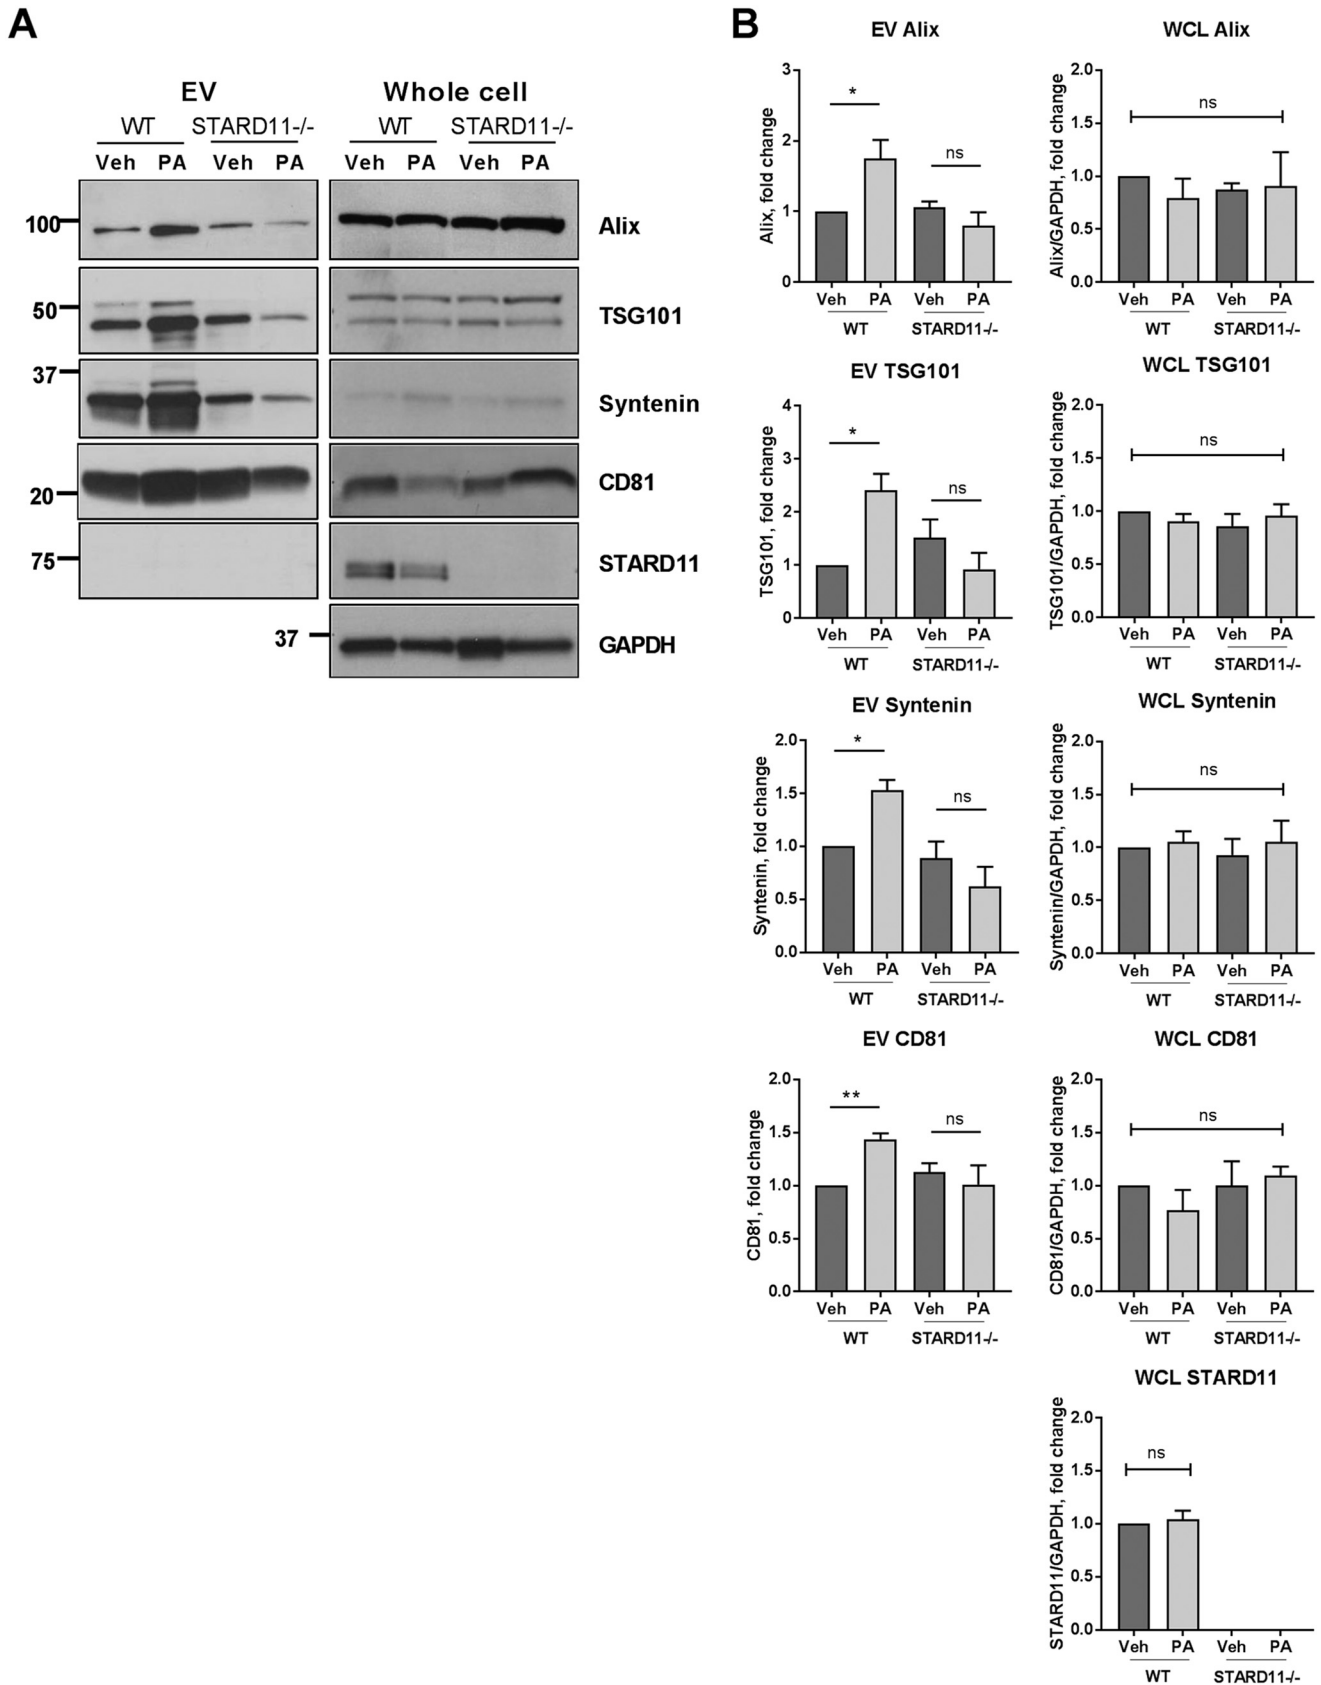 A
EV
Whole cell
WT STARD11-/-
WT STARD11-/-
Veh PA Veh PA
Veh PA Veh PA
100
Alix
50
TSG101
37
Syntenin
20
CD81
75
STARD11
37
GAPDH
B
EV Alix
Alix, fold change
3
2
1
0
*
ns
Veh PA Veh PA
WT STARD11-/-
WCL Alix
Alix/GAPDH, fold change
2.0
1.5
1.0
0.5
0.0
ns
Veh PA Veh PA
WT STARD11-/-
EV TSG101
TSG101, fold change
4
3
2
1
0
*
ns
Veh PA Veh PA
WT STARD11-/-
WCL TSG101
TSG101/GAPDH, fold change
2.0
1.5
1.0
0.5
0.0
ns
Veh PA Veh PA
WT STARD11-/-
EV Syntenin
Syntenin, fold change
2.0
1.5
1.0
0.5
0.0
*
ns
Veh PA Veh PA
WT STARD11-/-
WCL Syntenin
Syntenin/GAPDH, fold change
2.0
1.5
1.0
0.5
0.0
ns
Veh PA Veh PA
WT STARD11-/-
EV CD81
CD81, fold change
2.0
1.5
1.0
0.5
0.0
**
ns
Veh PA Veh PA
WT STARD11-/-
WCL CD81
CD81/GAPDH, fold change
2.0
1.5
1.0
0.5
0.0
ns
Veh PA Veh PA
WT STARD11-/-
WCL STARD11
STARD11/GAPDH, fold change
2.0
1.5
1.0
0.5
0.0
ns
Veh PA Veh PA
WT STARD11-/-